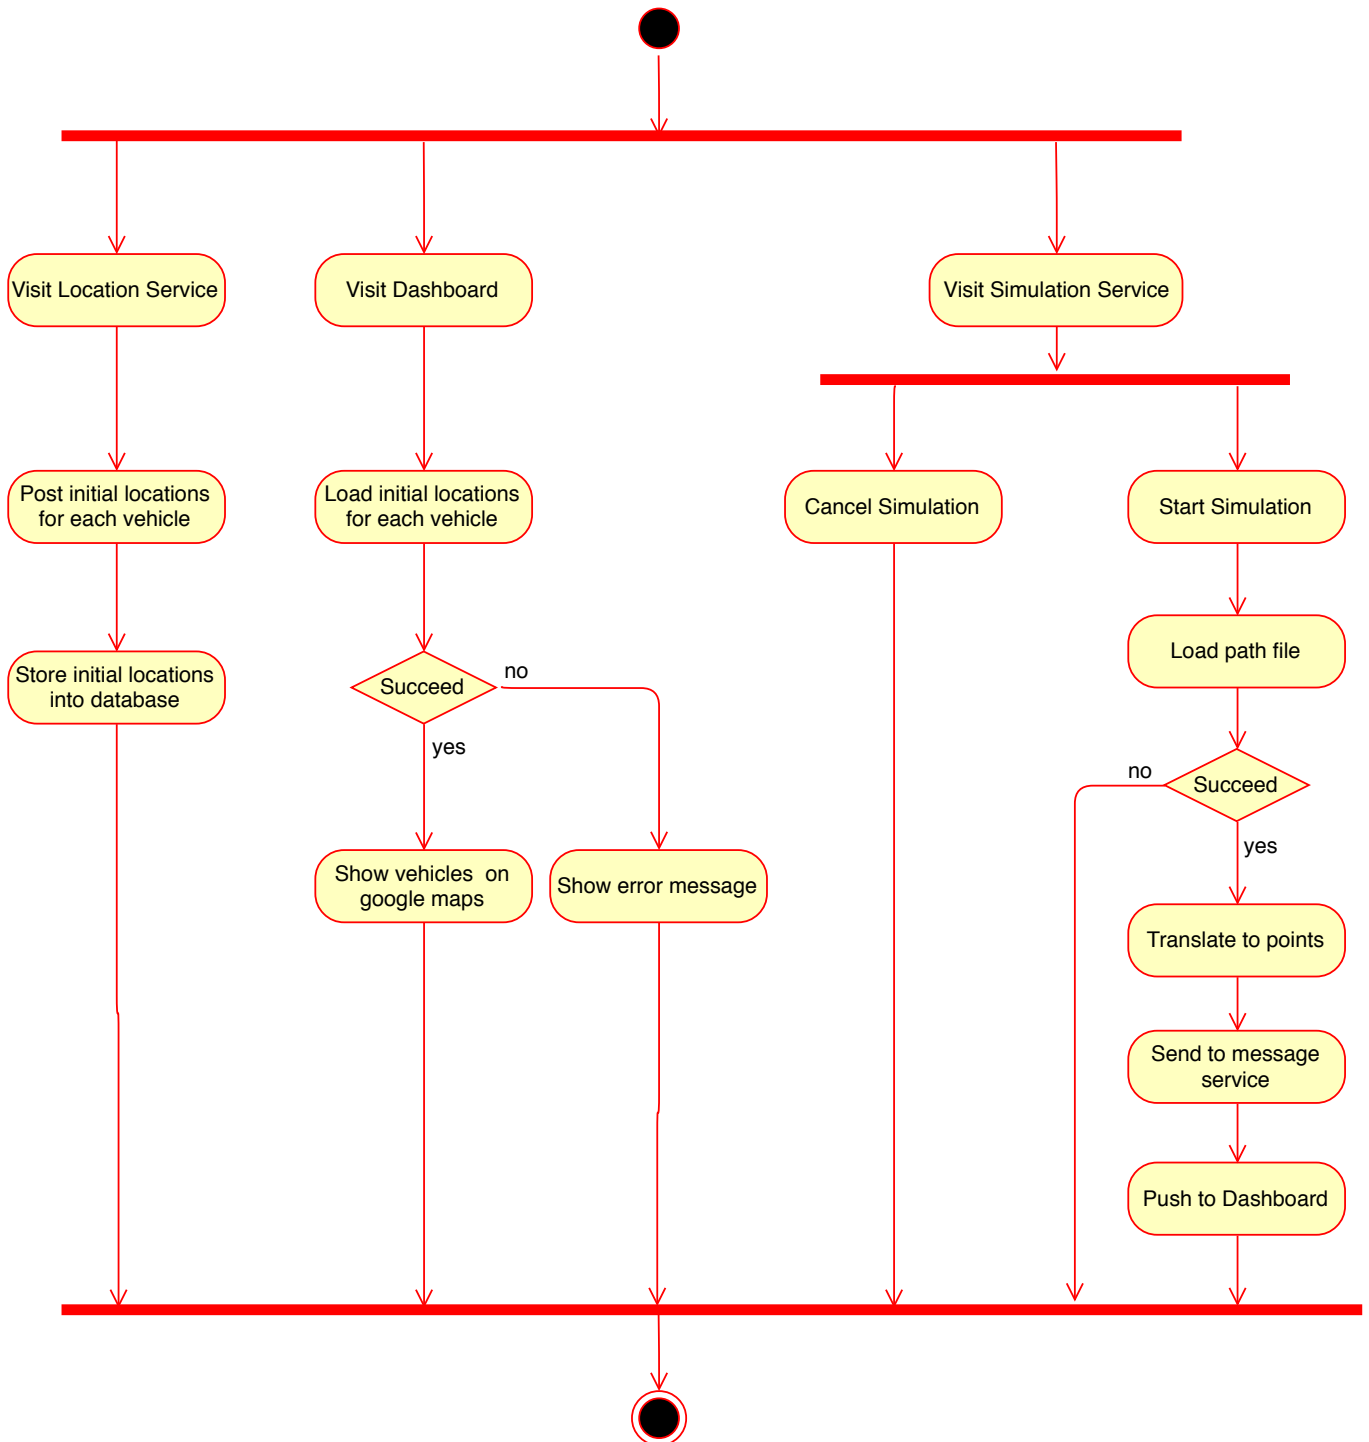 Visit Location Service
Visit Dashboard
Visit Simulation Service
Post initial locations
for each vehicle
Load initial locations
for each vehicle
Cancel Simulation
Start Simulation
Load path file
Store initial locations
into database
Succeed
no
yes
Succeed
no
yes
Show vehicles on
google maps
Show error message
Translate to points
Send to message
service
Push to Dashboard